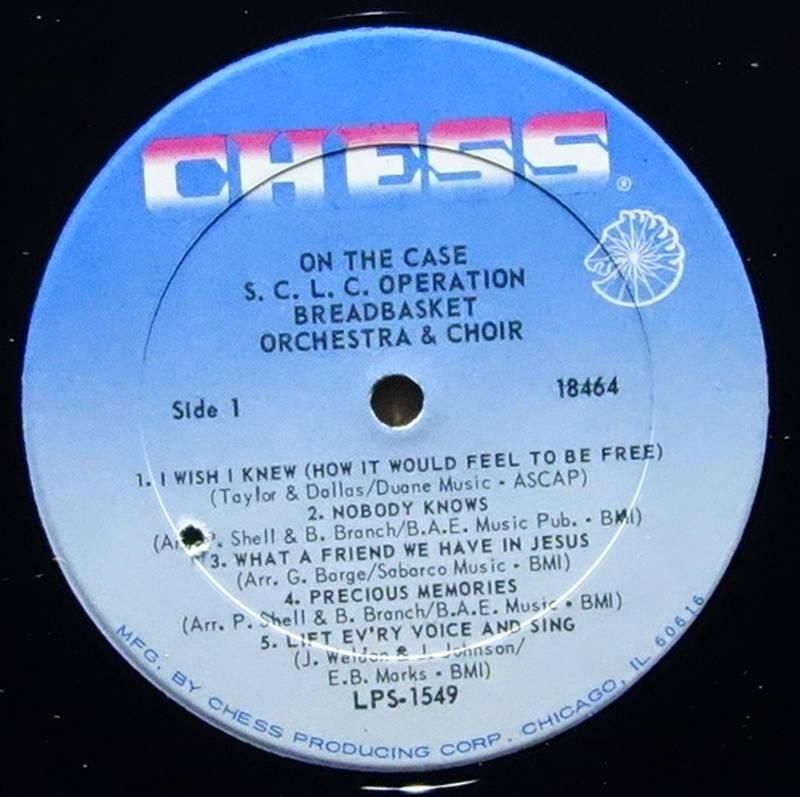 CHESS
®
ON THE CASE
S. C. L. C. OPERATION
BREADBASKET
ORCHESTRA & CHOIR
Side 1
18464
1. I WISH I KNEW (HOW IT WOULD FEEL TO BE FREE)
(Taylor & Dallas/Duane Music - ASCAP)
2. NOBODY KNOWS
Shell & B. Branch/B.A.E. Music Pub. - BMI)
3. WHAT A FRIEND WE HAVE IN JESUS
(Arr. G. Barge/Sabarco Music - BMI)
4. PRECIOUS MEMORIES
(Arr. P. Shell & B. Branch/B.A.E. Music • BMI)
5. LIFT EV'RY VOICE AND SING
(J. Weldon & J. Johnson/
E.B. Marks - BMI)
LPS-1549
MFG. BY CHESS PRODUCING CORP. CHICAGO, IL 60616